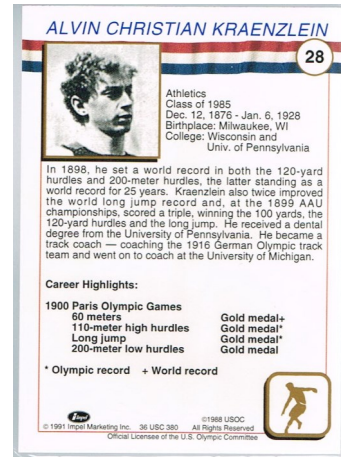 ALVIN CHRISTIAN KRAENZLEIN
28
Athletics
Class of 1985
Dec. 12, 1876 - Jan. 6, 1928
Birthplace: Milwaukee, WI
College: Wisconsin and
Univ. of Pennsylvania
In 1898, he set a world record in both the 120-yard
hurdles and 200-meter hurdles, the latter standing as a
world record for 25 years. Kraenzlein also twice improved
the world long jump record and, at the 1899 AAU
championships, scored a triple, winning the 100 yards, the
120-yard hurdles and the long jump. He received a dental
degree from the University of Pennsylvania. He became a
track coach — coaching the 1916 German Olympic track
team and went on to coach at the University of Michigan.
Career Highlights:
1900 Paris Olympic Games
60 meters Gold medal+
110-meter high hurdles Gold medal*
Long jump Gold medal*
200-meter low hurdles Gold medal
* Olympic record + World record
Impel
©1988 USOC
© 1991 Impel Marketing Inc. 36 USC 380 All Rights Reserved
Official Licensee of the U.S. Olympic Committee